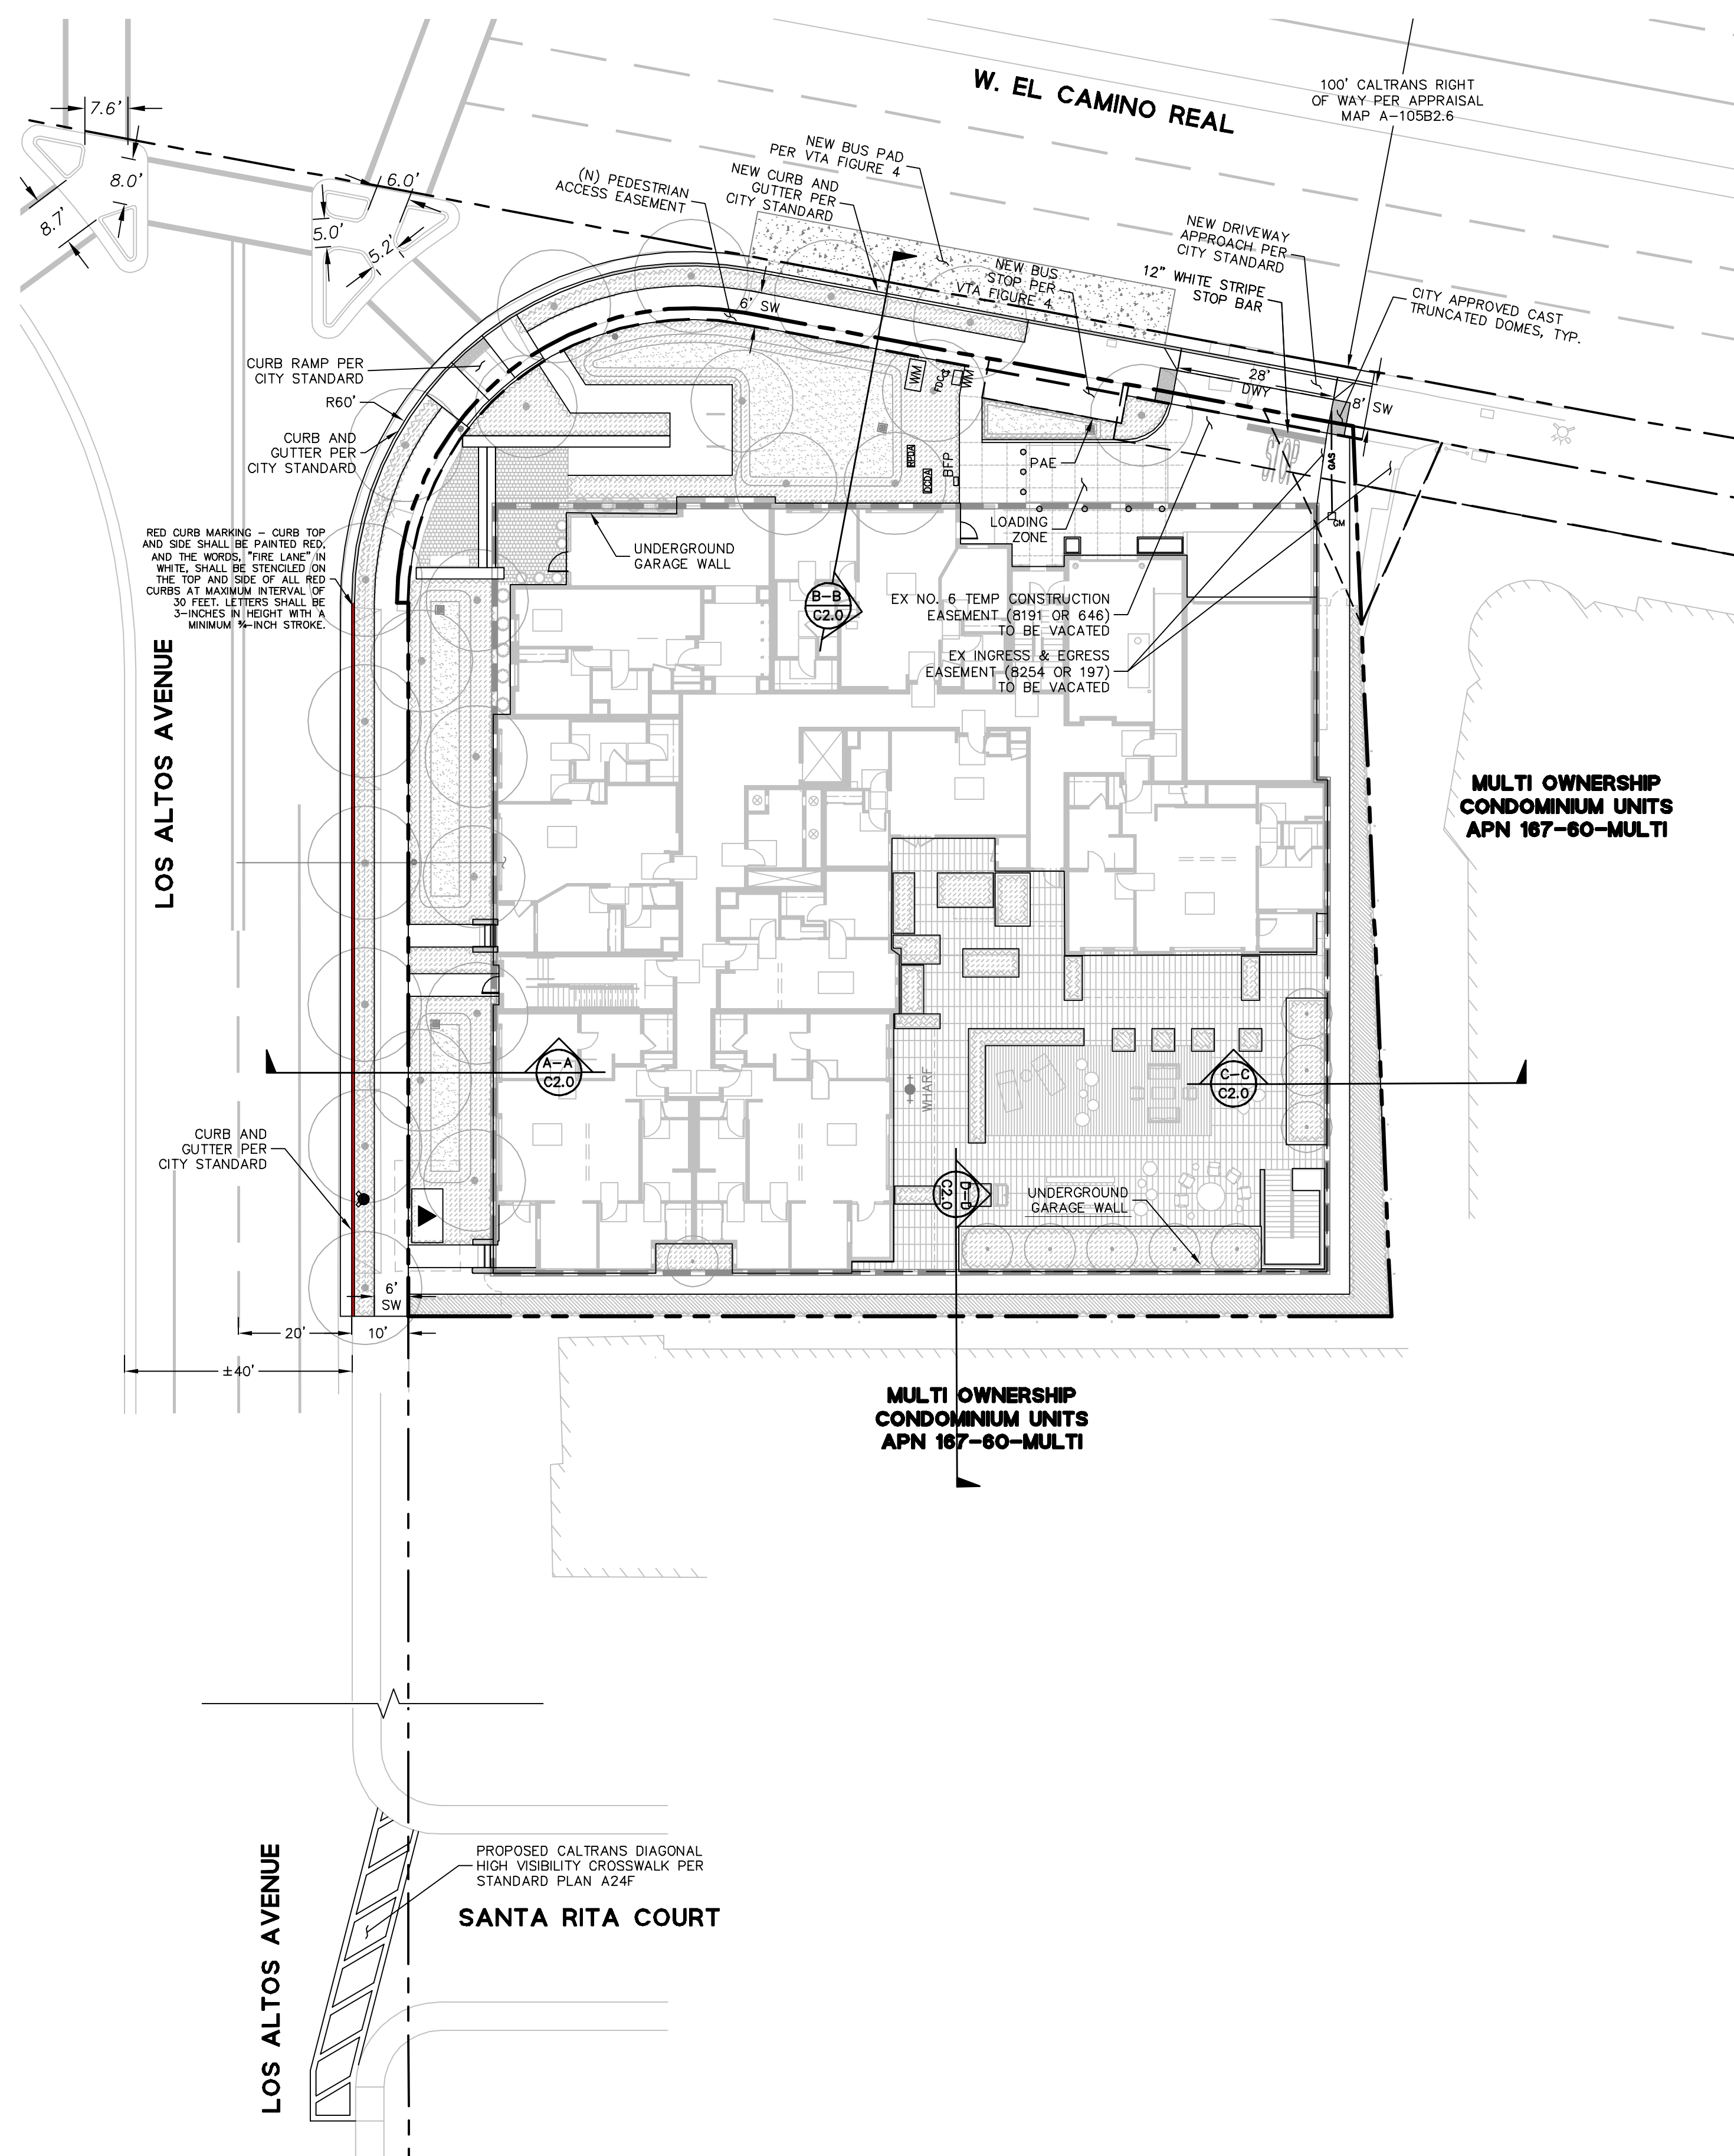 W. EL CAMINO REAL
100' CALTRANS RIGHT
OF WAY PER APPRAISAL
MAP A-105B2.6
7.6'
8.0'
8.7'
6.0'
5.0'
5.2'
(N) PEDESTRIAN
ACCESS EASEMENT
NEW BUS PAD
PER VTA FIGURE 4
NEW CURB AND
GUTTER PER
CITY STANDARD
NEW BUS
STOP PER
VTA FIGURE 4
NEW DRIVEWAY
APPROACH PER
CITY STANDARD
12" WHITE STRIPE
STOP BAR
CITY APPROVED CAST
TRUNCATED DOMES, TYP.
6' SW
28'
DWY
8' SW
CURB RAMP PER
CITY STANDARD
R60'
CURB AND
GUTTER PER
CITY STANDARD
WM
FDC
WM
RPDA
DCDA
BFP
PAE
LOADING
ZONE
GAS
GM
RED CURB MARKING - CURB TOP
AND SIDE SHALL BE PAINTED RED,
AND THE WORDS, "FIRE LANE" IN
WHITE, SHALL BE STENCILED ON
THE TOP AND SIDE OF ALL RED
CURBS AT MAXIMUM INTERVAL OF
30 FEET. LETTERS SHALL BE
3-INCHES IN HEIGHT WITH A
MINIMUM ¾-INCH STROKE.
UNDERGROUND
GARAGE WALL
B-B
C2.0
EX NO. 6 TEMP CONSTRUCTION
EASEMENT (8191 OR 646)
TO BE VACATED
EX INGRESS & EGRESS
EASEMENT (8254 OR 197)
TO BE VACATED
LOS ALTOS AVENUE
MULTI OWNERSHIP
CONDOMINIUM UNITS
APN 167-60-MULTI
A-A
C2.0
C-C
C2.0
WHARF
D-D
C2.0
UNDERGROUND
GARAGE WALL
CURB AND
GUTTER PER
CITY STANDARD
6'
SW
20'
10'
±40'
MULTI OWNERSHIP
CONDOMINIUM UNITS
APN 167-60-MULTI
PROPOSED CALTRANS DIAGONAL
HIGH VISIBILITY CROSSWALK PER
STANDARD PLAN A24F
SANTA RITA COURT
LOS ALTOS AVENUE